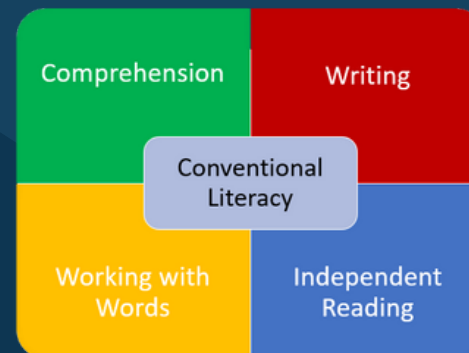 Comprehension
Writing
Conventional
Literacy
Working with
Words
Independent
Reading